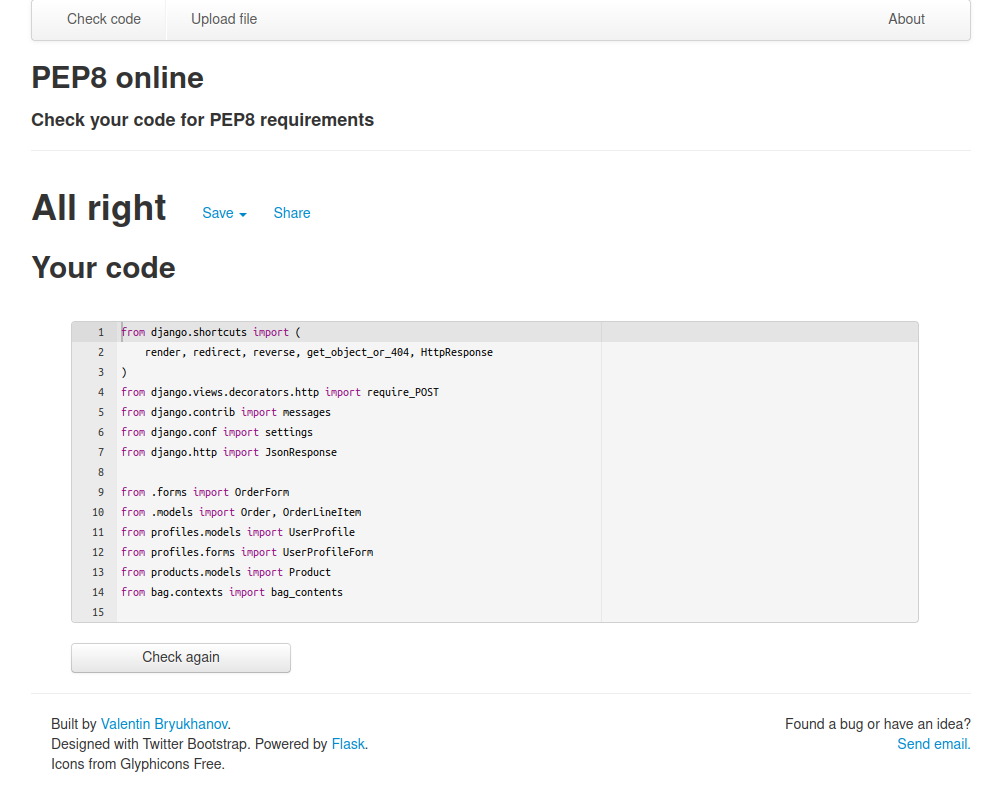 Check code Upload file About
PEP8 online
Check your code for PEP8 requirements
All right Save Share
Your code
1 from django.shortcuts import (
2 render, redirect, reverse, get_object_or_404, HttpResponse
3 )
4 from django.views.decorators.http import require_POST
5 from django.contrib import messages
6 from django.conf import settings
7 from django.http import JsonResponse
8
9 from .forms import OrderForm
10 from .models import Order, OrderLineItem
11 from profiles.models import UserProfile
12 from profiles.forms import UserProfileForm
13 from products.models import Product
14 from bag.contexts import bag_contents
15
Check again
Built by Valentin Bryukhanov. Found a bug or have an idea?
Designed with Twitter Bootstrap. Powered by Flask. Send email.
Icons from Glyphicons Free.